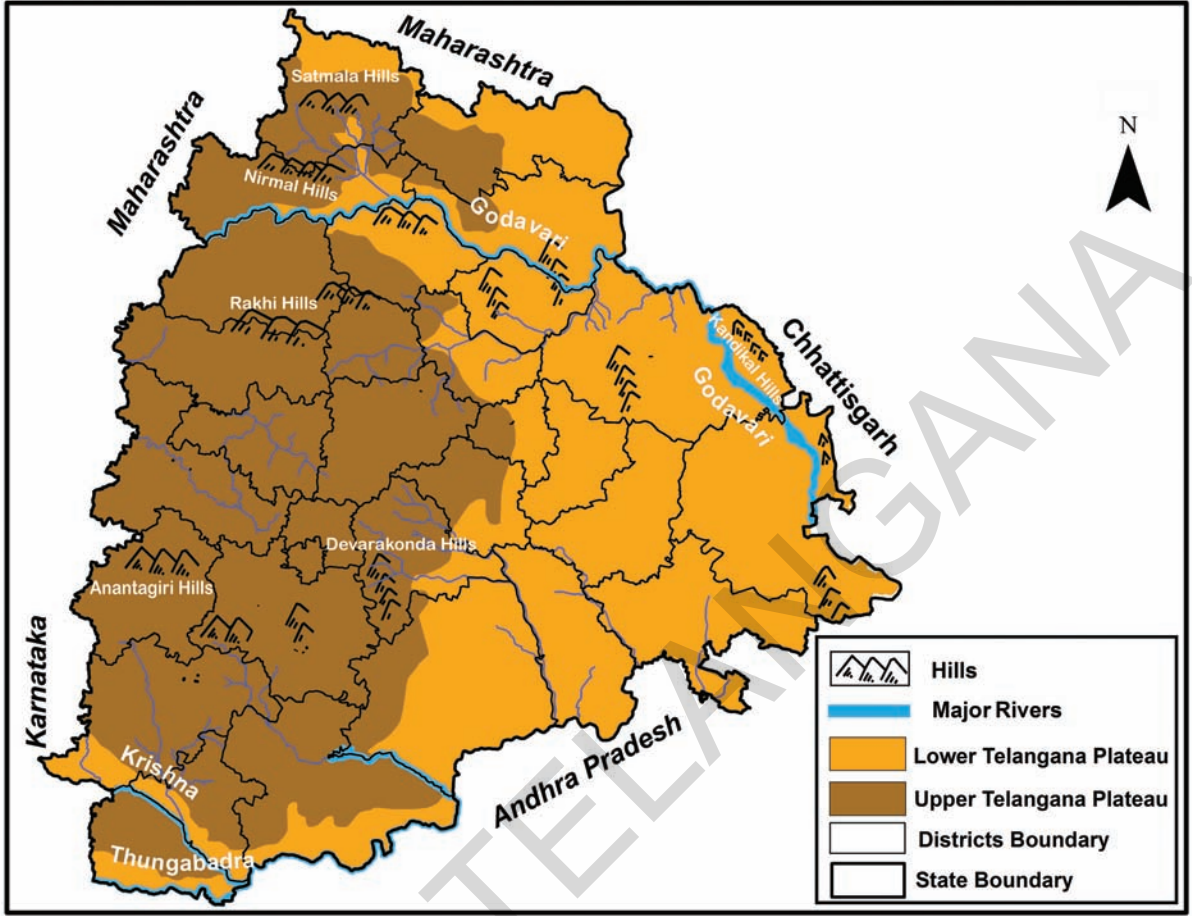 Maharashtra
Satmala Hills
Maharashtra
N
Nirmal Hills
Godavari
Rakhi Hills
Kandikal Hills
Chhattisgarh
Godavari
Devarakonda Hills
Anantagiri Hills
Karnataka
Krishna
Andhra Pradesh
Thungabadra
Hills
Major Rivers
Lower Telangana Plateau
Upper Telangana Plateau
Districts Boundary
State Boundary
TELANGANA